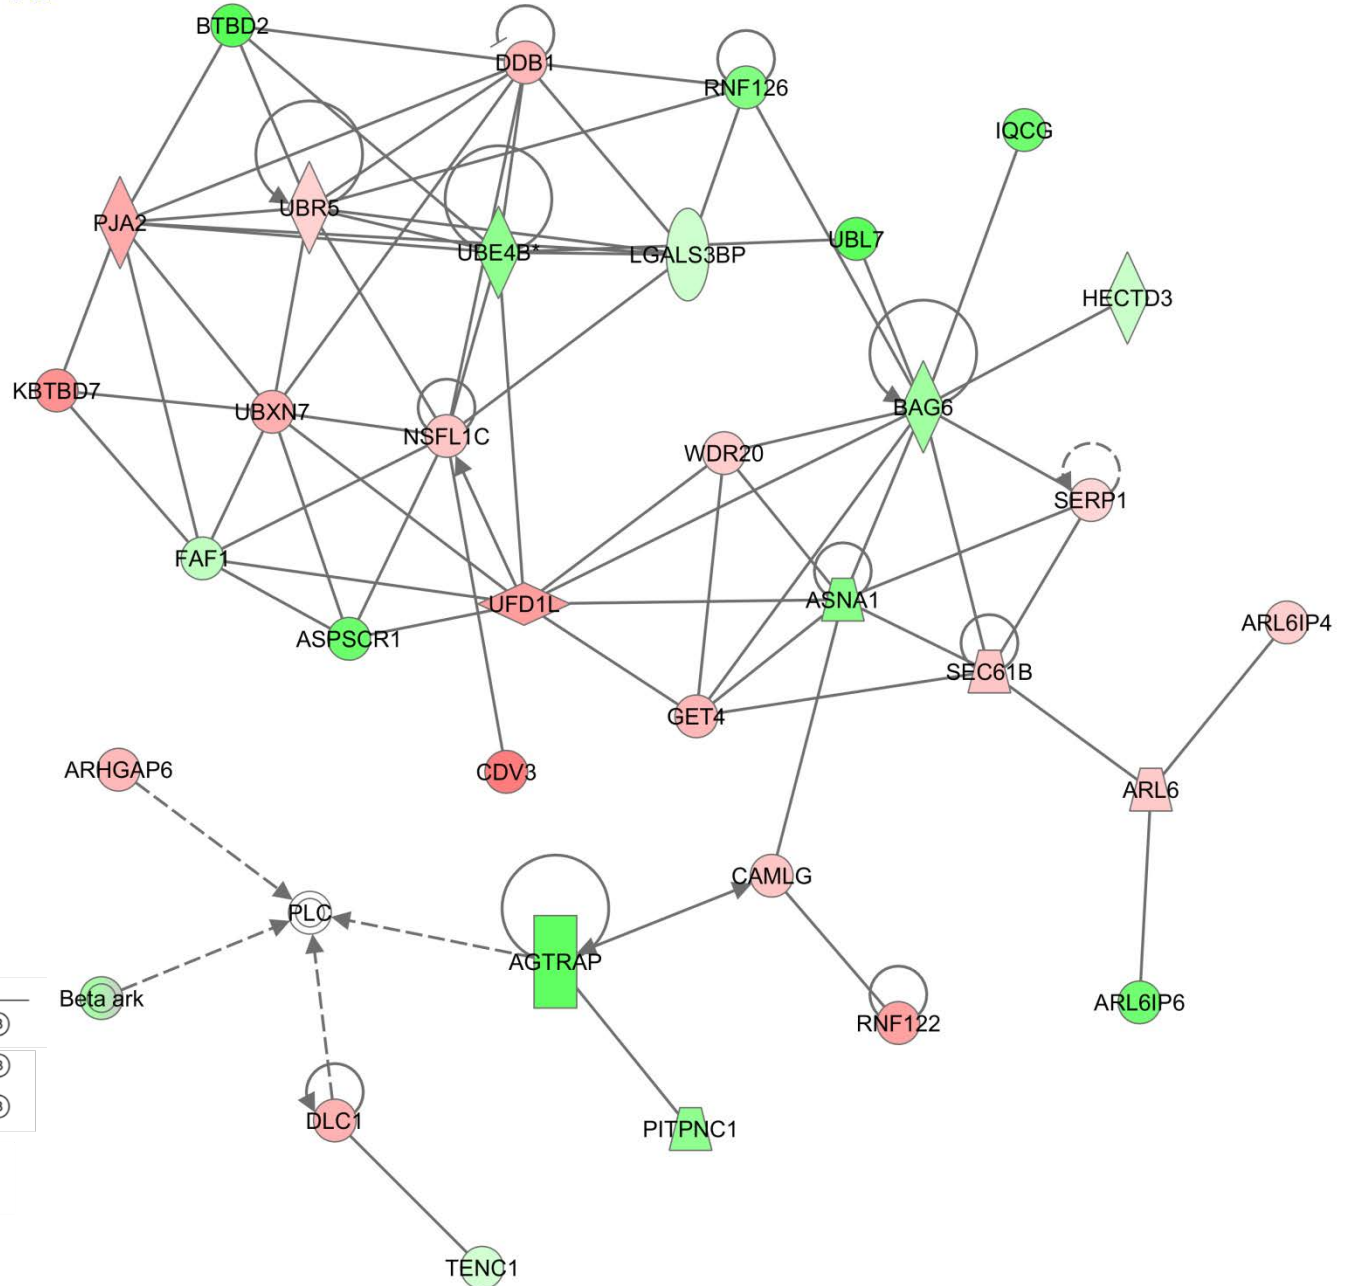 BTBD2
DDB1
RNF126
IQCG
PJA2
UBR5
UBE4B*
LGALS3BP
UBL7
HECTD3
KBTBD7
UBXN7
NSFL1C
BAG6
WDR20
SERP1
FAF1
UFD1L
ASNA1
ASPSCR1
ARL6IP4
SEC61B
GET4
ARHGAP6
CDV3
ARL6
CAMLG
PLC
AGTRAP
Beta ark
ARL6IP6
RNF122
DLC1
PITPNC1
TENC1